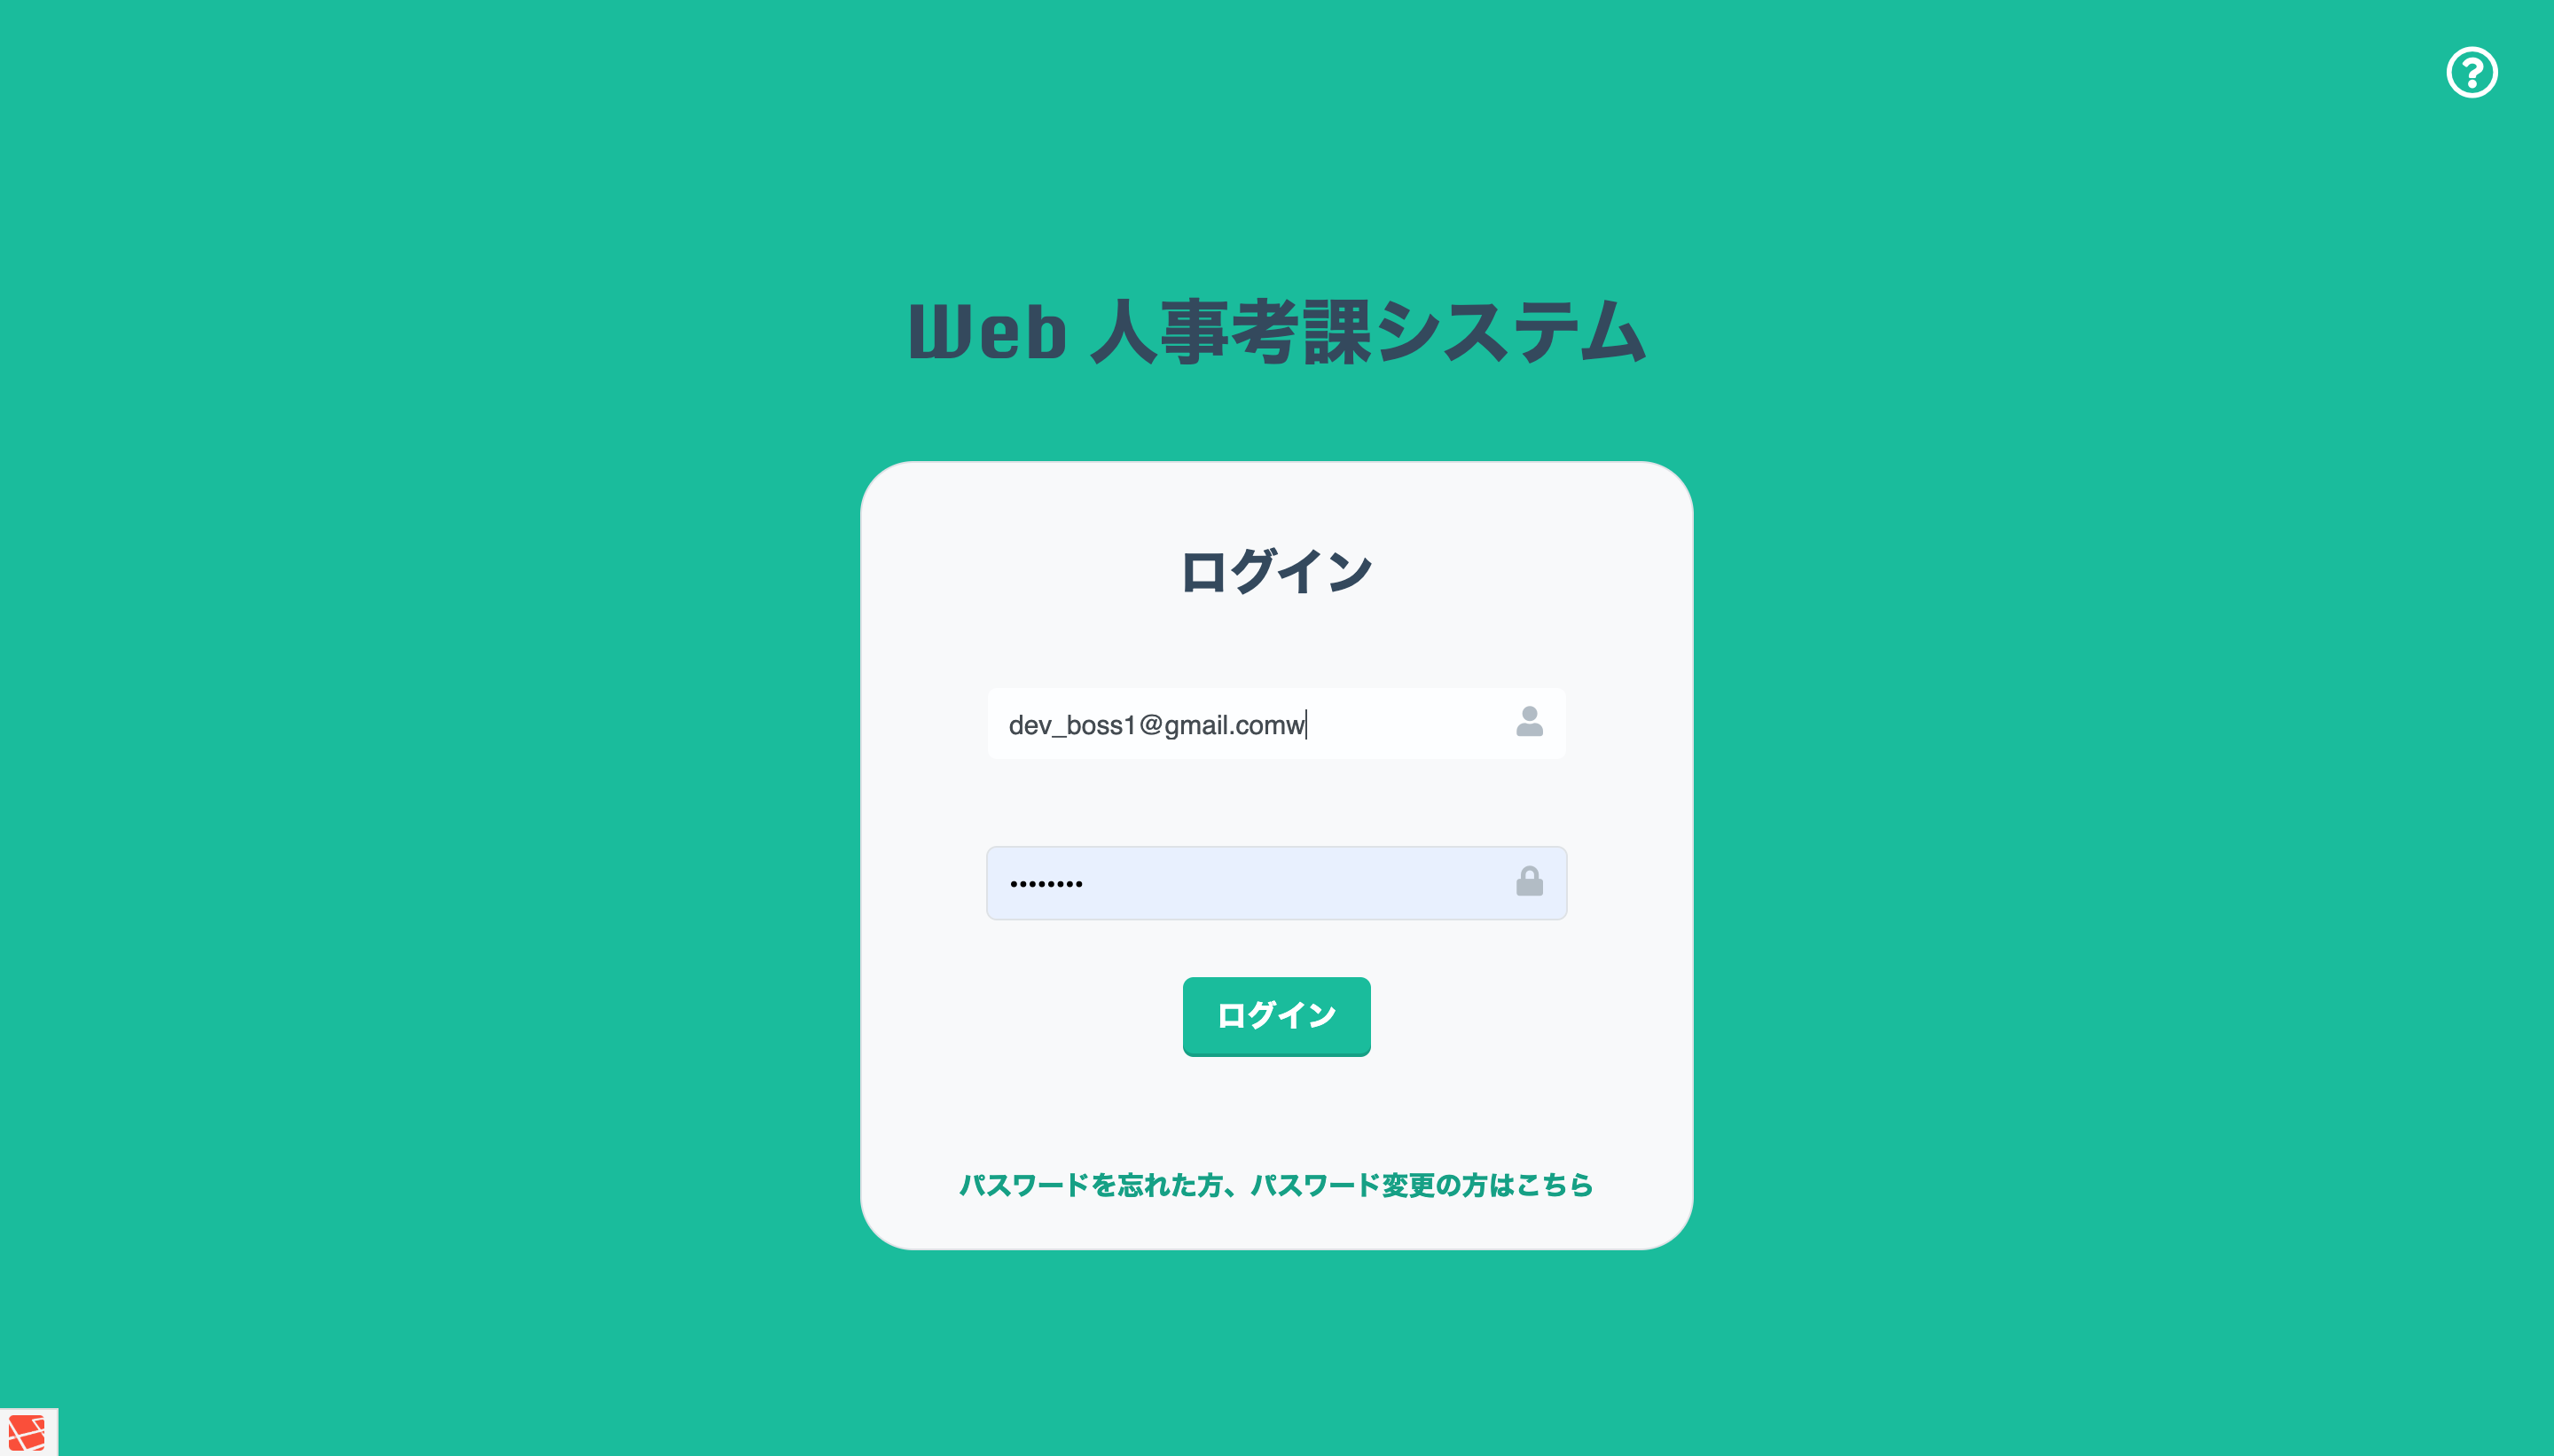 Web 人事考課システム
ログイン
dev_boss1@gmail.comw
••••••••
ログイン
パスワードを忘れた方、パスワード変更の方はこちら